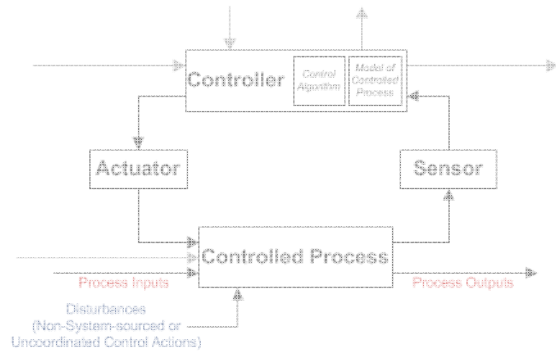 Controller
Control
Algorithm
Model of
Controlled
Process
Actuator
Sensor
Controlled Process
Process Inputs
Process Outputs
Disturbances
(Non-System-sourced or
Uncoordinated Control Actions)